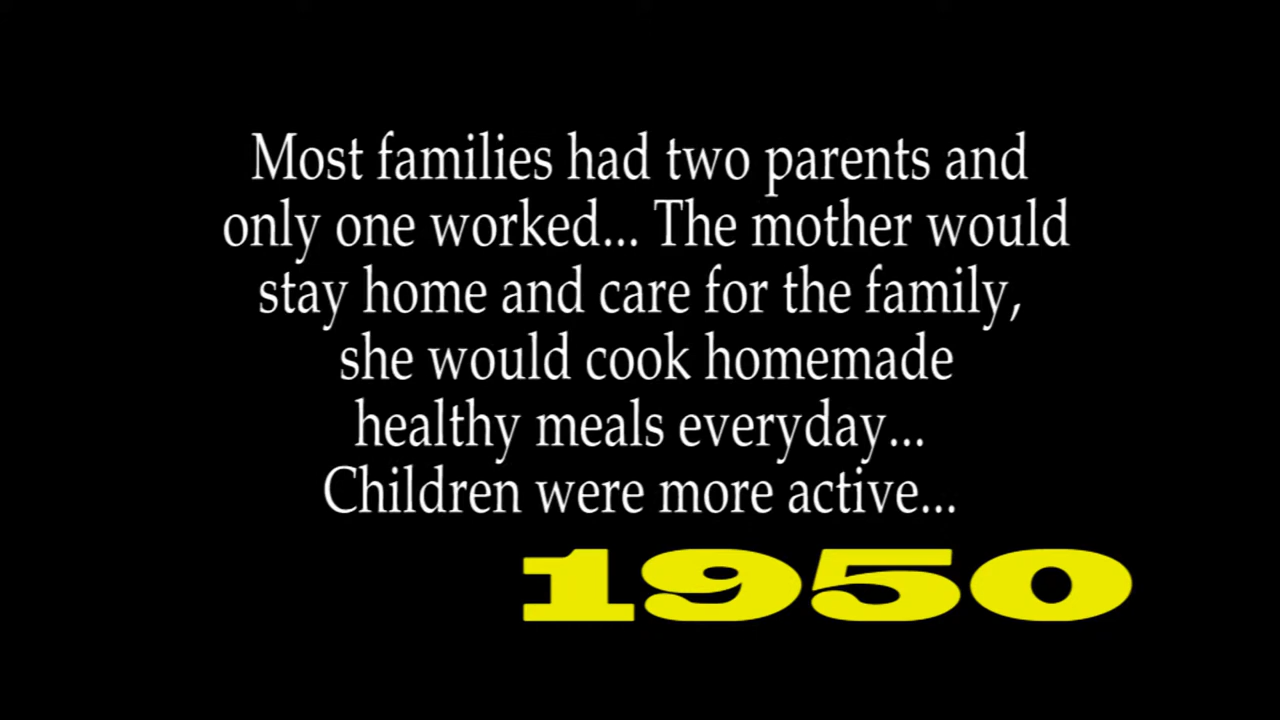 Most families had two parents and
only one worked... The mother would
stay home and care for the family,
she would cook homemade
healthy meals everyday...
Children were more active...
1950